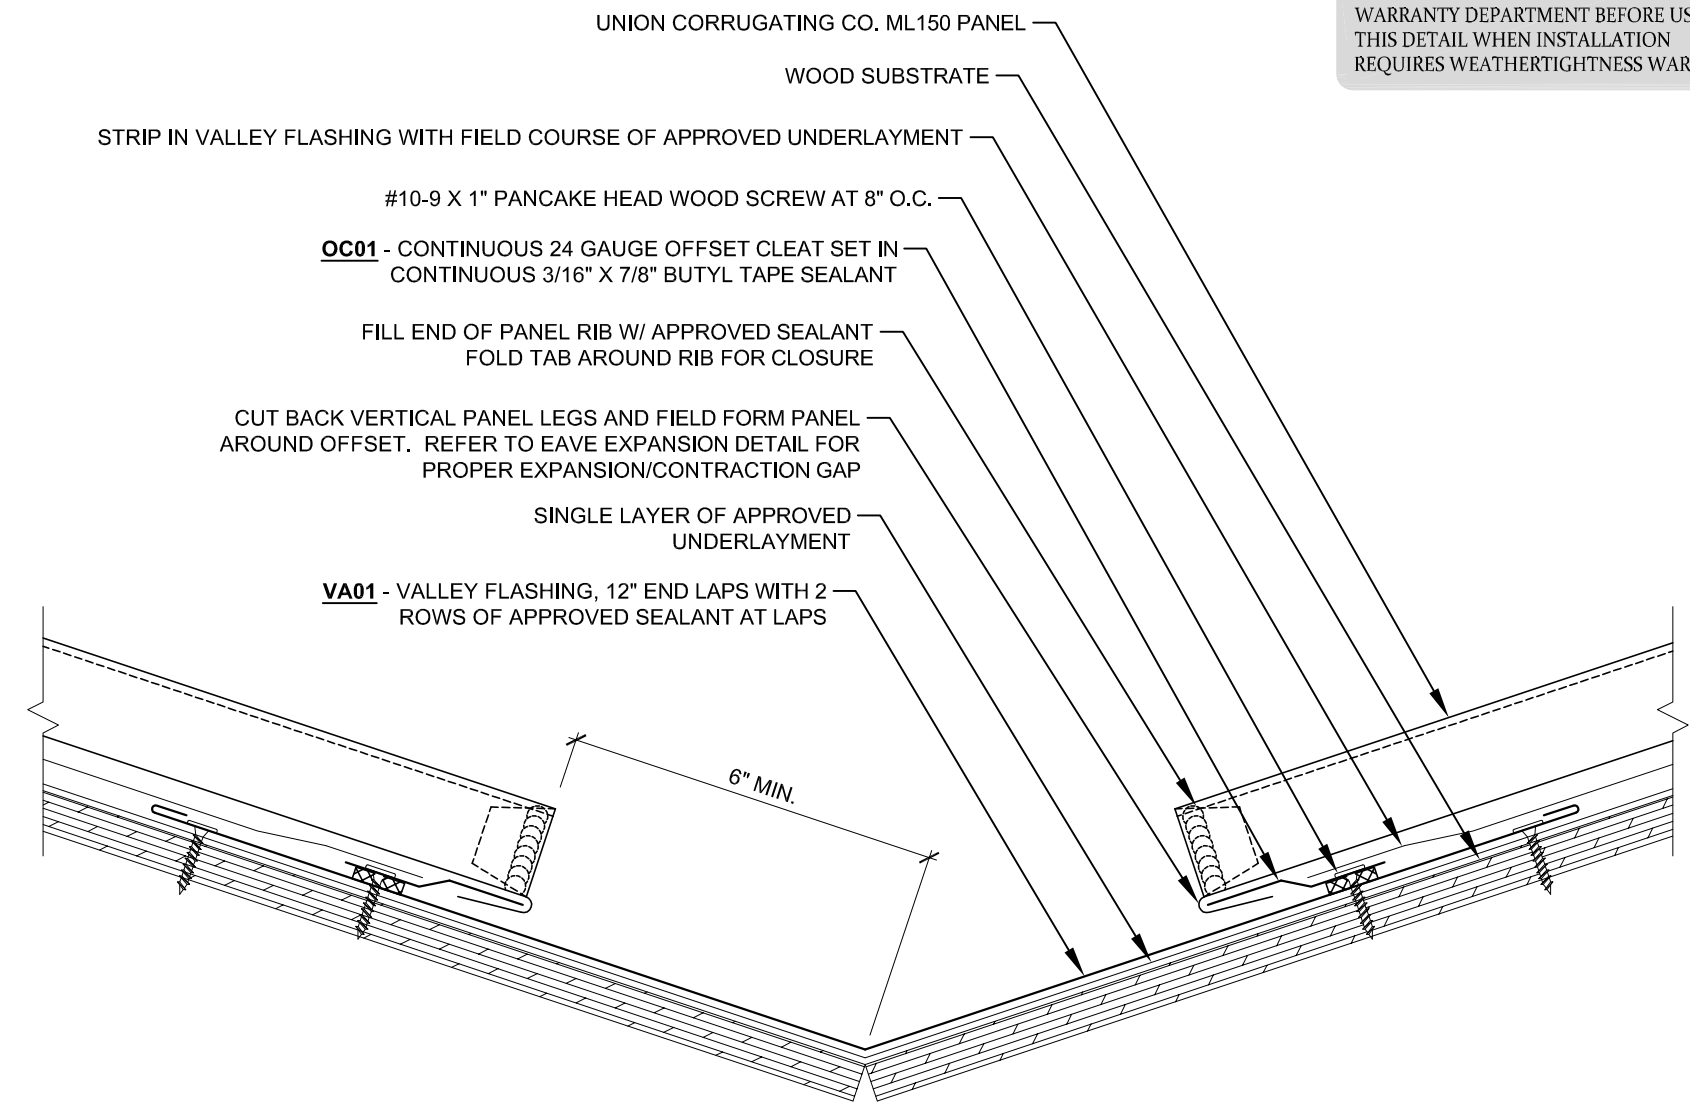 WARRANTY DEPARTMENT BEFORE
THIS DETAIL WHEN INSTALLATION
REQUIRES WEATHERTIGHTNESS
UNION CORRUGATING CO. ML150 PANEL
WOOD SUBSTRATE
STRIP IN VALLEY FLASHING WITH FIELD COURSE OF APPROVED UNDERLAYMENT
#10-9 X 1" PANCAKE HEAD WOOD SCREW AT 8" O.C.
OC01 - CONTINUOUS 24 GAUGE OFFSET CLEAT SET IN
CONTINUOUS 3/16" X 7/8" BUTYL TAPE SEALANT
FILL END OF PANEL RIB W/ APPROVED SEALANT
FOLD TAB AROUND RIB FOR CLOSURE
CUT BACK VERTICAL PANEL LEGS AND FIELD FORM PANEL
AROUND OFFSET. REFER TO EAVE EXPANSION DETAIL FOR
PROPER EXPANSION/CONTRACTION GAP
SINGLE LAYER OF APPROVED
UNDERLAYMENT
VA01 - VALLEY FLASHING, 12" END LAPS WITH 2
ROWS OF APPROVED SEALANT AT LAPS
6" MIN.